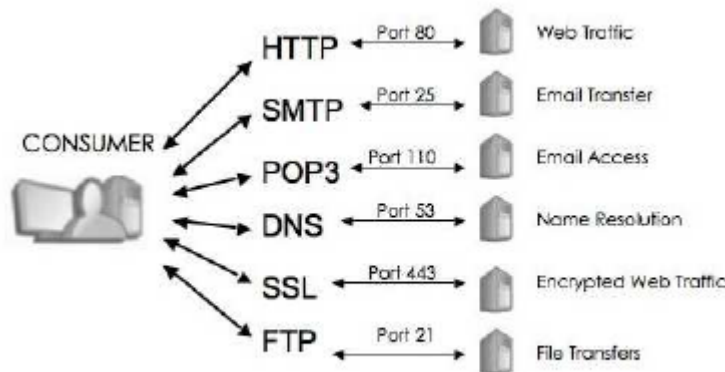 HTTP Port 80 Web Traffic
SMTP Port 25 Email Transfer
CONSUMER
POP3 Port 110 Email Access
DNS Port 53 Name Resolution
SSL Port 443 Encrypted Web Traffic
FTP Port 21 File Transfers